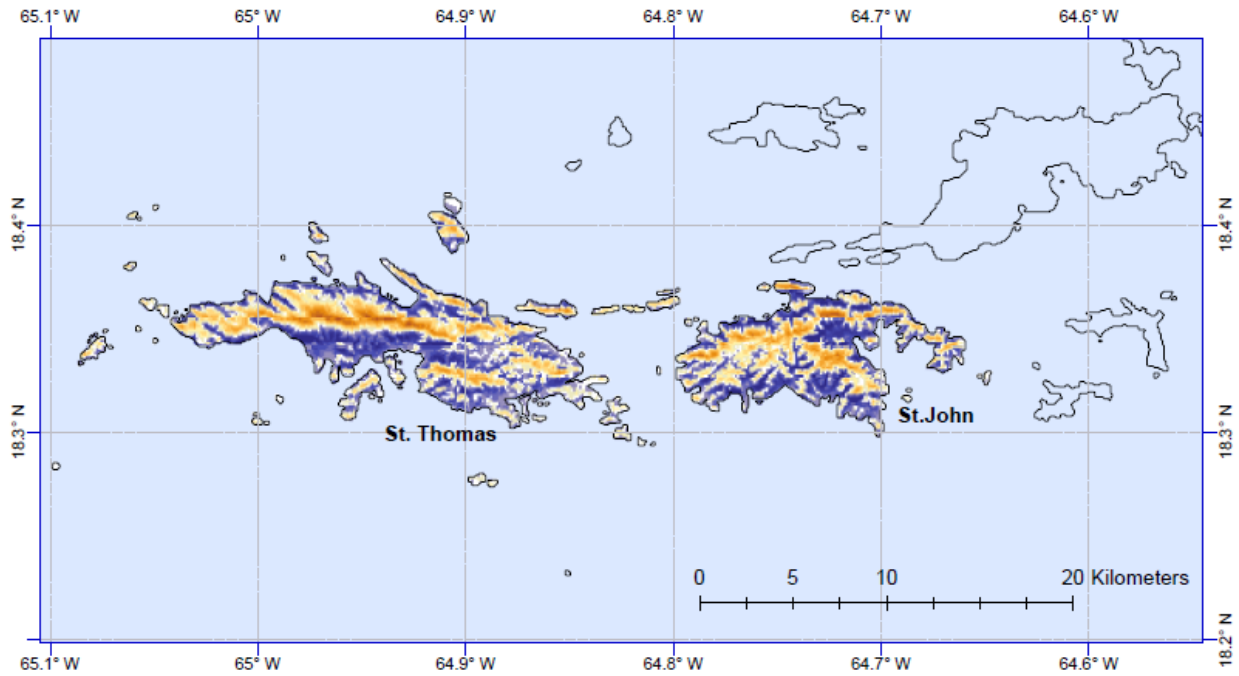 65.1° W 65° W 64.9° W 64.8° W 64.7° W 64.6° W
18.4° N 18.4° N
St.John
18.3° N St. Thomas 18.3° N
0 5 10 20 Kilometers
18.2° N
65.1° W 65° W 64.9° W 64.8° W 64.7° W 64.6° W